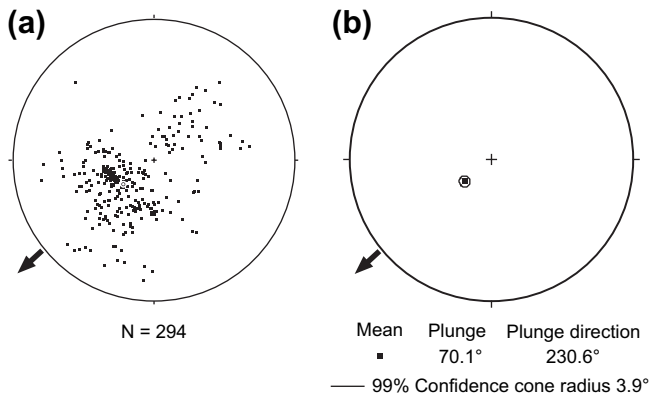 (a)
(b)
N = 294
Mean Plunge Plunge direction
70.1° 230.6°
99% Confidence cone radius 3.9°